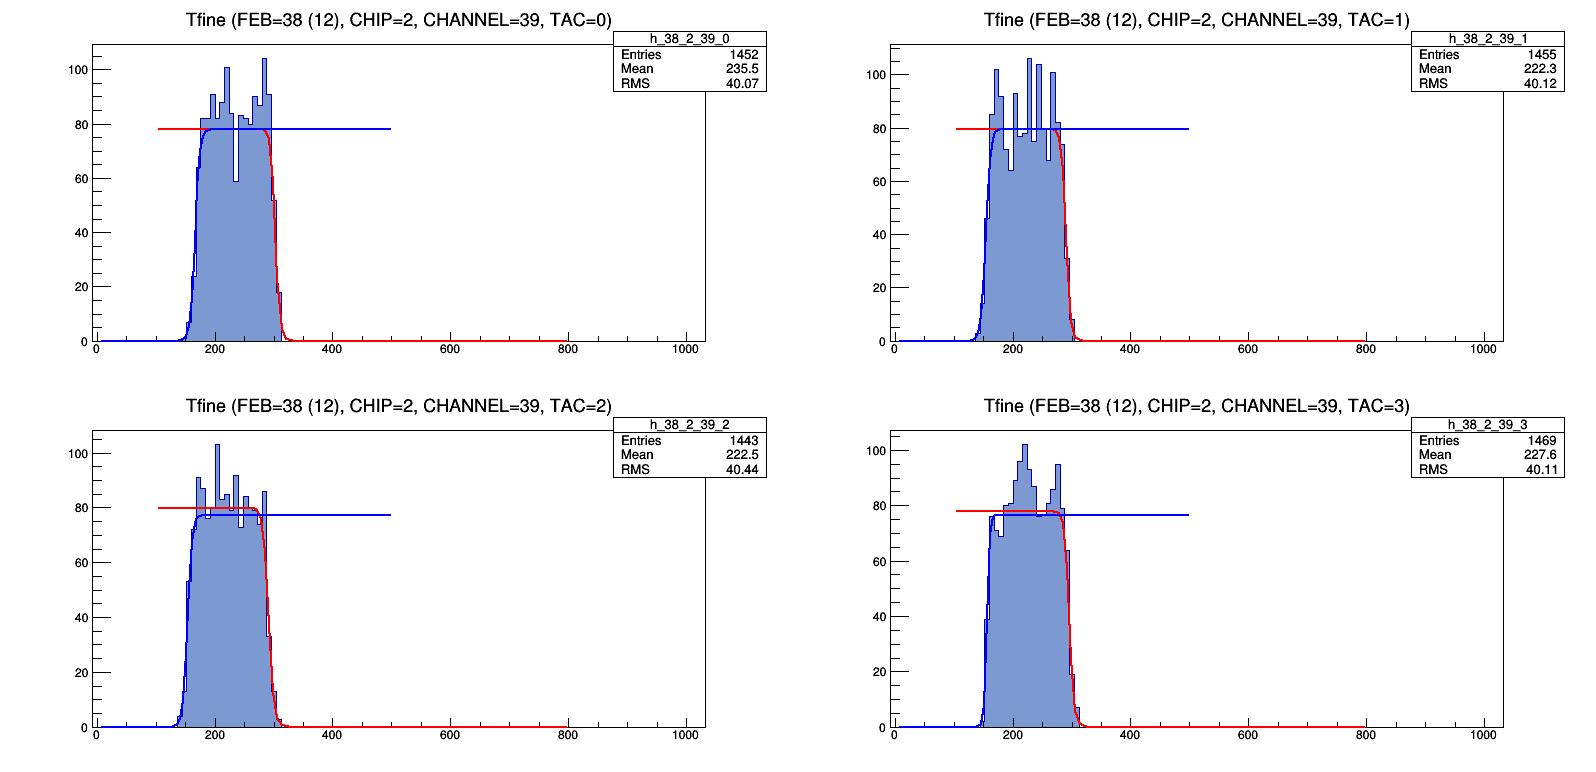 Tfine (FEB=38 (12), CHIP=2, CHANNEL=39, TAC=0)
h_38_2_39_0
Entries 1452
Mean 235.5
RMS 40.07
100
80
60
40
20
0
0 200 400 600 800 1000
Tfine (FEB=38 (12), CHIP=2, CHANNEL=39, TAC=1)
h_38_2_39_1
Entries 1455
Mean 222.3
RMS 40.12
100
80
60
40
20
0
0 200 400 600 800 1000
Tfine (FEB=38 (12), CHIP=2, CHANNEL=39, TAC=2)
h_38_2_39_2
Entries 1443
Mean 222.5
RMS 40.44
100
80
60
40
20
0
0 200 400 600 800 1000
Tfine (FEB=38 (12), CHIP=2, CHANNEL=39, TAC=3)
h_38_2_39_3
Entries 1469
Mean 227.6
RMS 40.11
100
80
60
40
20
0
0 200 400 600 800 1000